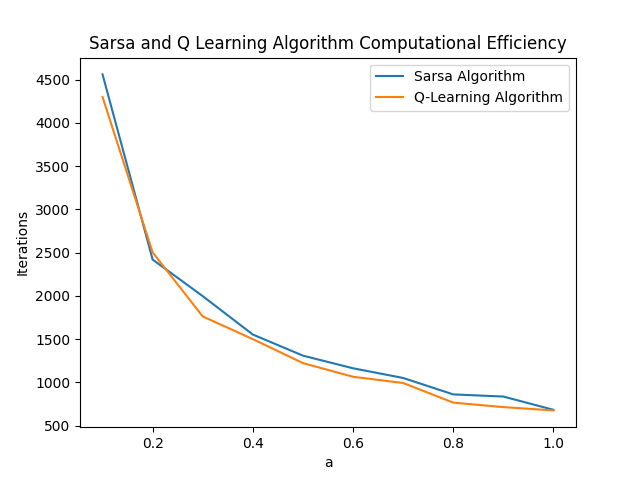 Sarsa and Q Learning Algorithm Computational Efficiency
Sarsa Algorithm
Q-Learning Algorithm
4500
4000
3500
3000
2500
2000
1500
1000
500
Iterations
0.2
0.4
0.6
0.8
1.0
a